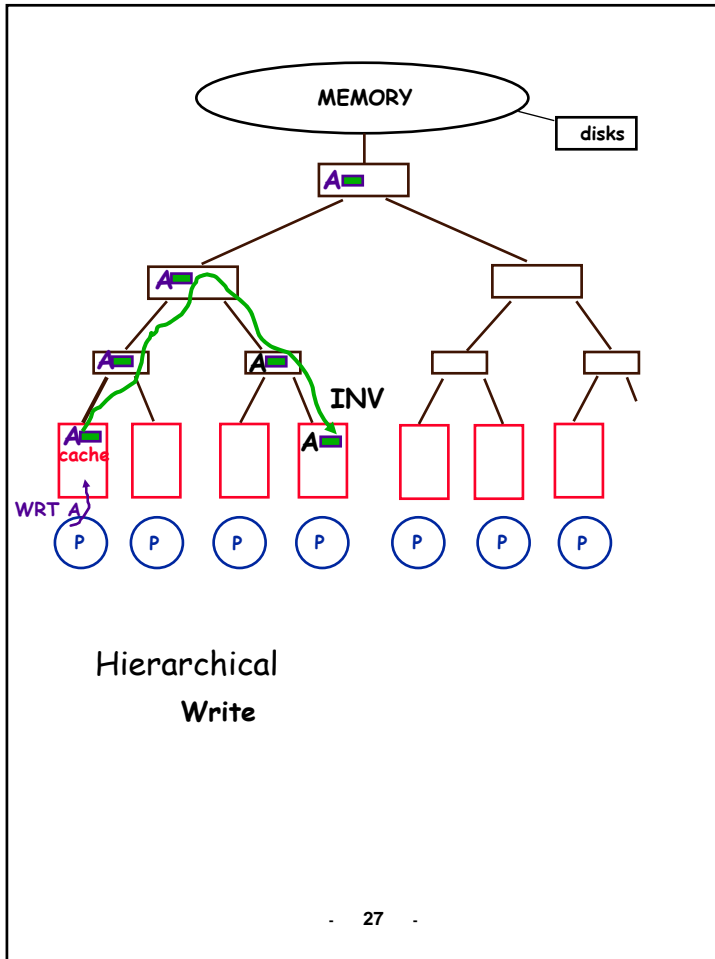 MEMORY
disks
A
A
A A
INV
A A
cache
WRT A
P P P P P P P
Hierarchical
Write
- 27 -